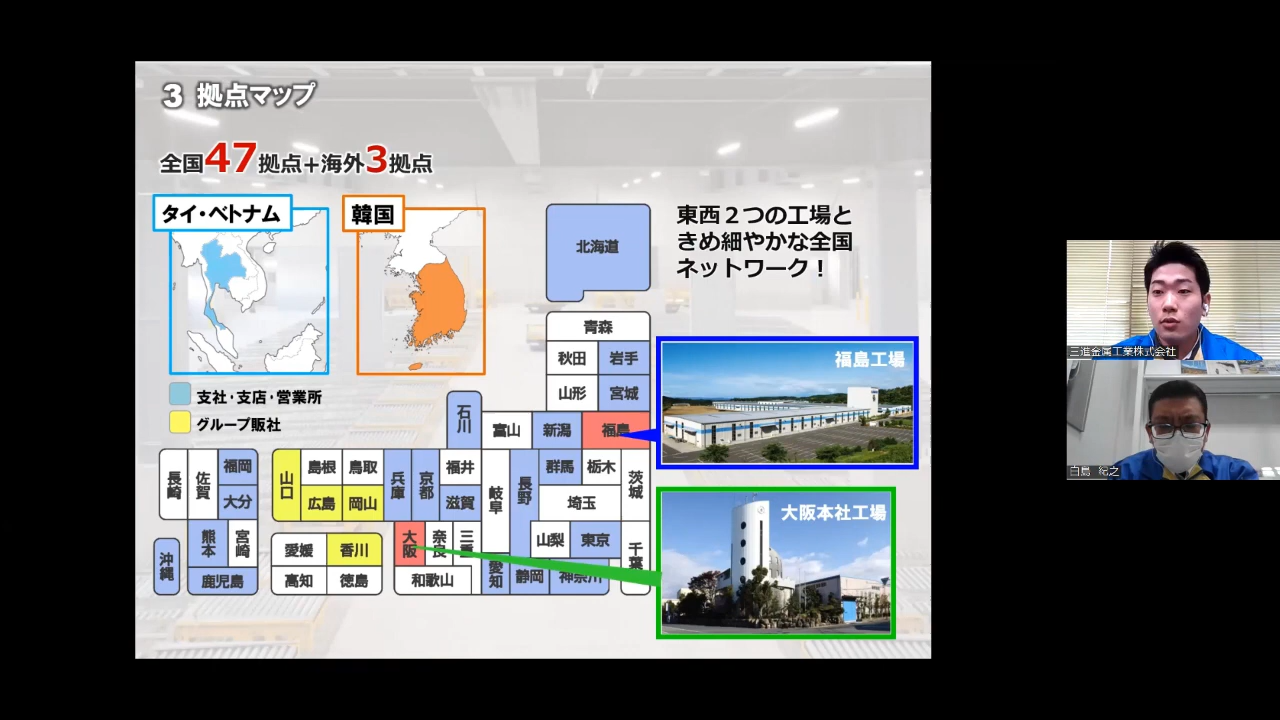 3 拠点マップ
全国47拠点+海外3拠点
タイ・ベトナム
韓国
支社・支店・営業所
グループ販社
東西２つの工場と
きめ細やかな全国
ネットワーク！
北海道
青森
秋田 岩手
山形 宮城
石川 富山 新潟 福島
長崎 佐賀 福岡 山口 島根 鳥取 兵庫 京都 福井 岐阜 長野 群馬 栃木 茨城
大分 広島 岡山 滋賀 埼玉
沖縄 熊本 宮崎 愛媛 香川 大阪 奈良 三重 山梨 東京 千葉
鹿児島 高知 徳島 和歌山 愛知 静岡 神奈川
福島工場
大阪本社工場
三進金属工業株式会社
白島 紀之